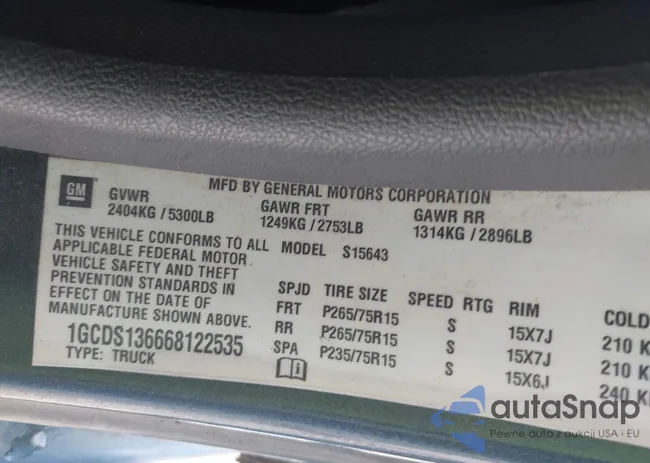 GM
MFD BY GENERAL MOTORS CORPORATION
GVWR GAWR FRT GAWR RR
2404KG / 5300LB 1249KG / 2753LB 1314KG / 2896LB
THIS VEHICLE CONFORMS TO ALL
APPLICABLE FEDERAL MOTOR
VEHICLE SAFETY AND THEFT
PREVENTION STANDARDS IN
EFFECT ON THE DATE OF
MANUFACTURE SHOWN ABOVE.
1GCDS136668122535
TYPE: TRUCK
MODEL S15643
SPJD TIRE SIZE SPEED RTG RIM COLD
FRT P265/75R15 S 15X7J 210 K
RR P265/75R15 S 15X7J 210 K
SPA P235/75R15 S 15X6J 240 K
autaSnap
Pewne auto z aukcji USA i EU